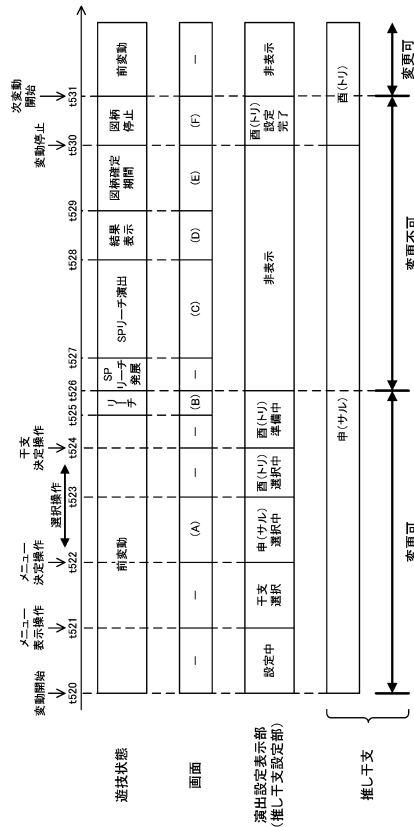 変動開始
メニュー
表示操作
メニュー
決定操作
選択操作
干支
決定操作
変動停止
次変動
開始
t520
t521
t522
t523
t524
t525
t526
t527
t528
t529
t530
t531
遊技状態
前変動
リーチ
SP
リーチ
発展
SPリーチ演出
結果
表示
図柄確定
期間
図柄
停止
前変動
画面
―
―
(A)
―
―
(B)
―
(C)
(D)
(E)
(F)
―
演出設定表示部
(推し干支設定部)
設定中
干支
選択
申(サル)
選択中
酉(トリ)
選択中
酉(トリ)
準備中
非表示
酉(トリ)
設定
完了
非表示
推し干支
申(サル)
酉(トリ)
変更可
変更不可
変更可